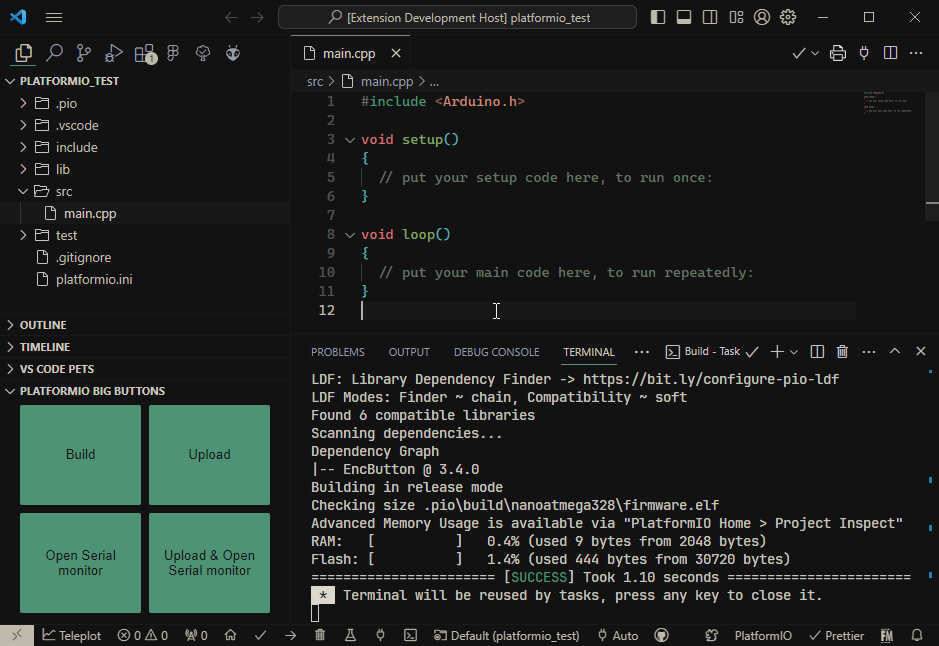 [Extension Development Host] platformio_test
1
main.cpp
PLATFORMIO_TEST
.pio
.vscode
include
lib
src
main.cpp
test
.gitignore
platformio.ini
OUTLINE
TIMELINE
VS CODE PETS
PLATFORMIO BIG BUTTONS
Build
Upload
Open Serial
monitor
Upload & Open
Serial monitor
src > main.cpp > ...
1 #include <Arduino.h>
2
3 void setup()
4 {
5 // put your setup code here, to run once:
6 }
7
8 void loop()
9 {
10 // put your main code here, to run repeatedly:
11 }
12
PROBLEMS OUTPUT DEBUG CONSOLE TERMINAL ... Build - Task
LDF: Library Dependency Finder -> https://bit.ly/configure-pio-ldf
LDF Modes: Finder ~ chain, Compatibility ~ soft
Found 6 compatible libraries
Scanning dependencies...
Dependency Graph
|-- EncButton @ 3.4.0
Building in release mode
Checking size .pio\build\nanoatmega328\firmware.elf
Advanced Memory Usage is available via "PlatformIO Home > Project Inspect"
RAM:   [          ]   0.4% (used 9 bytes from 2048 bytes)
Flash: [          ]   1.4% (used 444 bytes from 30720 bytes)
======================= [SUCCESS] Took 1.10 seconds =======================
* Terminal will be reused by tasks, press any key to close it.
Teleplot 0 0 0 Default (platformio_test) Auto PlatformIO Prettier FM